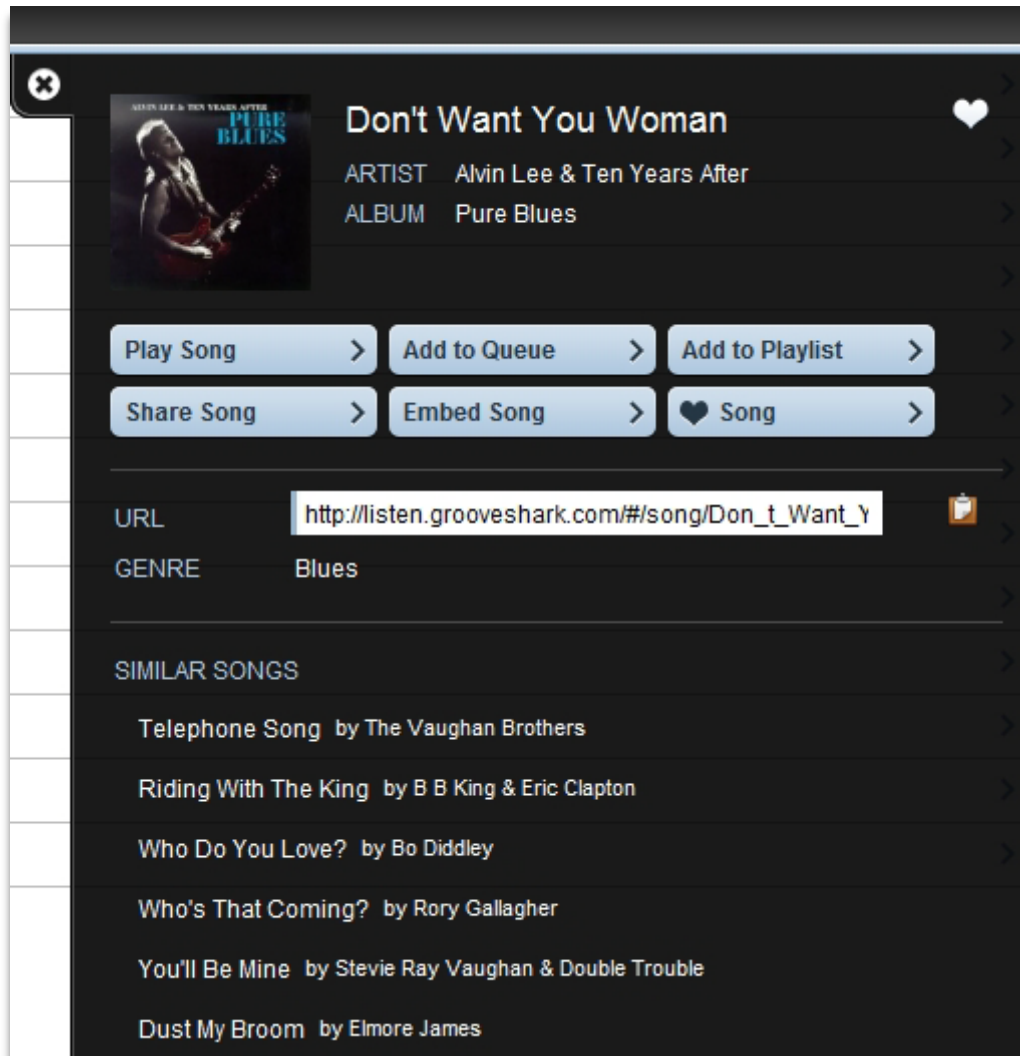 ALVIN LEE & TEN YEARS AFTER
PURE
BLUES
Don't Want You Woman
ARTIST Alvin Lee & Ten Years After
ALBUM Pure Blues
Play Song Add to Queue Add to Playlist
Share Song Embed Song Song
URL http://listen.grooveshark.com/#/song/Don_t_Want_Y
GENRE Blues
SIMILAR SONGS
Telephone Song by The Vaughan Brothers
Riding With The King by B B King & Eric Clapton
Who Do You Love? by Bo Diddley
Who's That Coming? by Rory Gallagher
You'll Be Mine by Stevie Ray Vaughan & Double Trouble
Dust My Broom by Elmore James